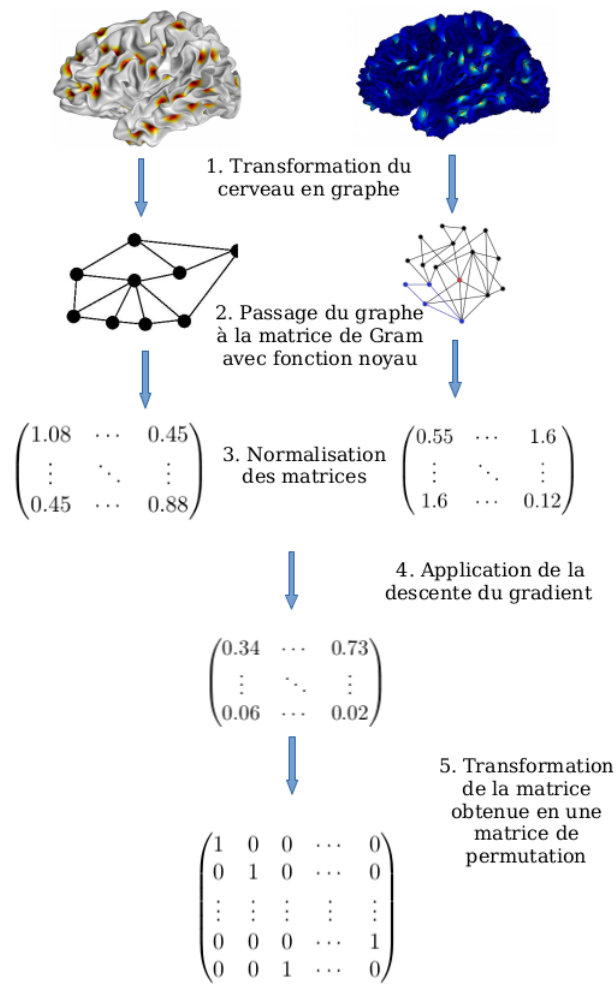 1. Transformation du
cerveau en graphe
2. Passage du graphe
à la matrice de Gram
avec fonction noyau
1.08 ⋯ 0.45
⋮ ⋱ ⋮
0.45 ⋯ 0.88
3. Normalisation
des matrices
0.55 ⋯ 1.6
⋮ ⋱ ⋮
1.6 ⋯ 0.12
4. Application de la
descente du gradient
0.34 ⋯ 0.73
⋮ ⋱ ⋮
0.06 ⋯ 0.02
5. Transformation
de la matrice
obtenue en une
matrice de
permutation
1 0 0 ⋯ 0
0 1 0 ⋯ 0
⋮ ⋮ ⋮ ⋮ ⋮
0 0 0 ⋯ 1
0 0 1 ⋯ 0